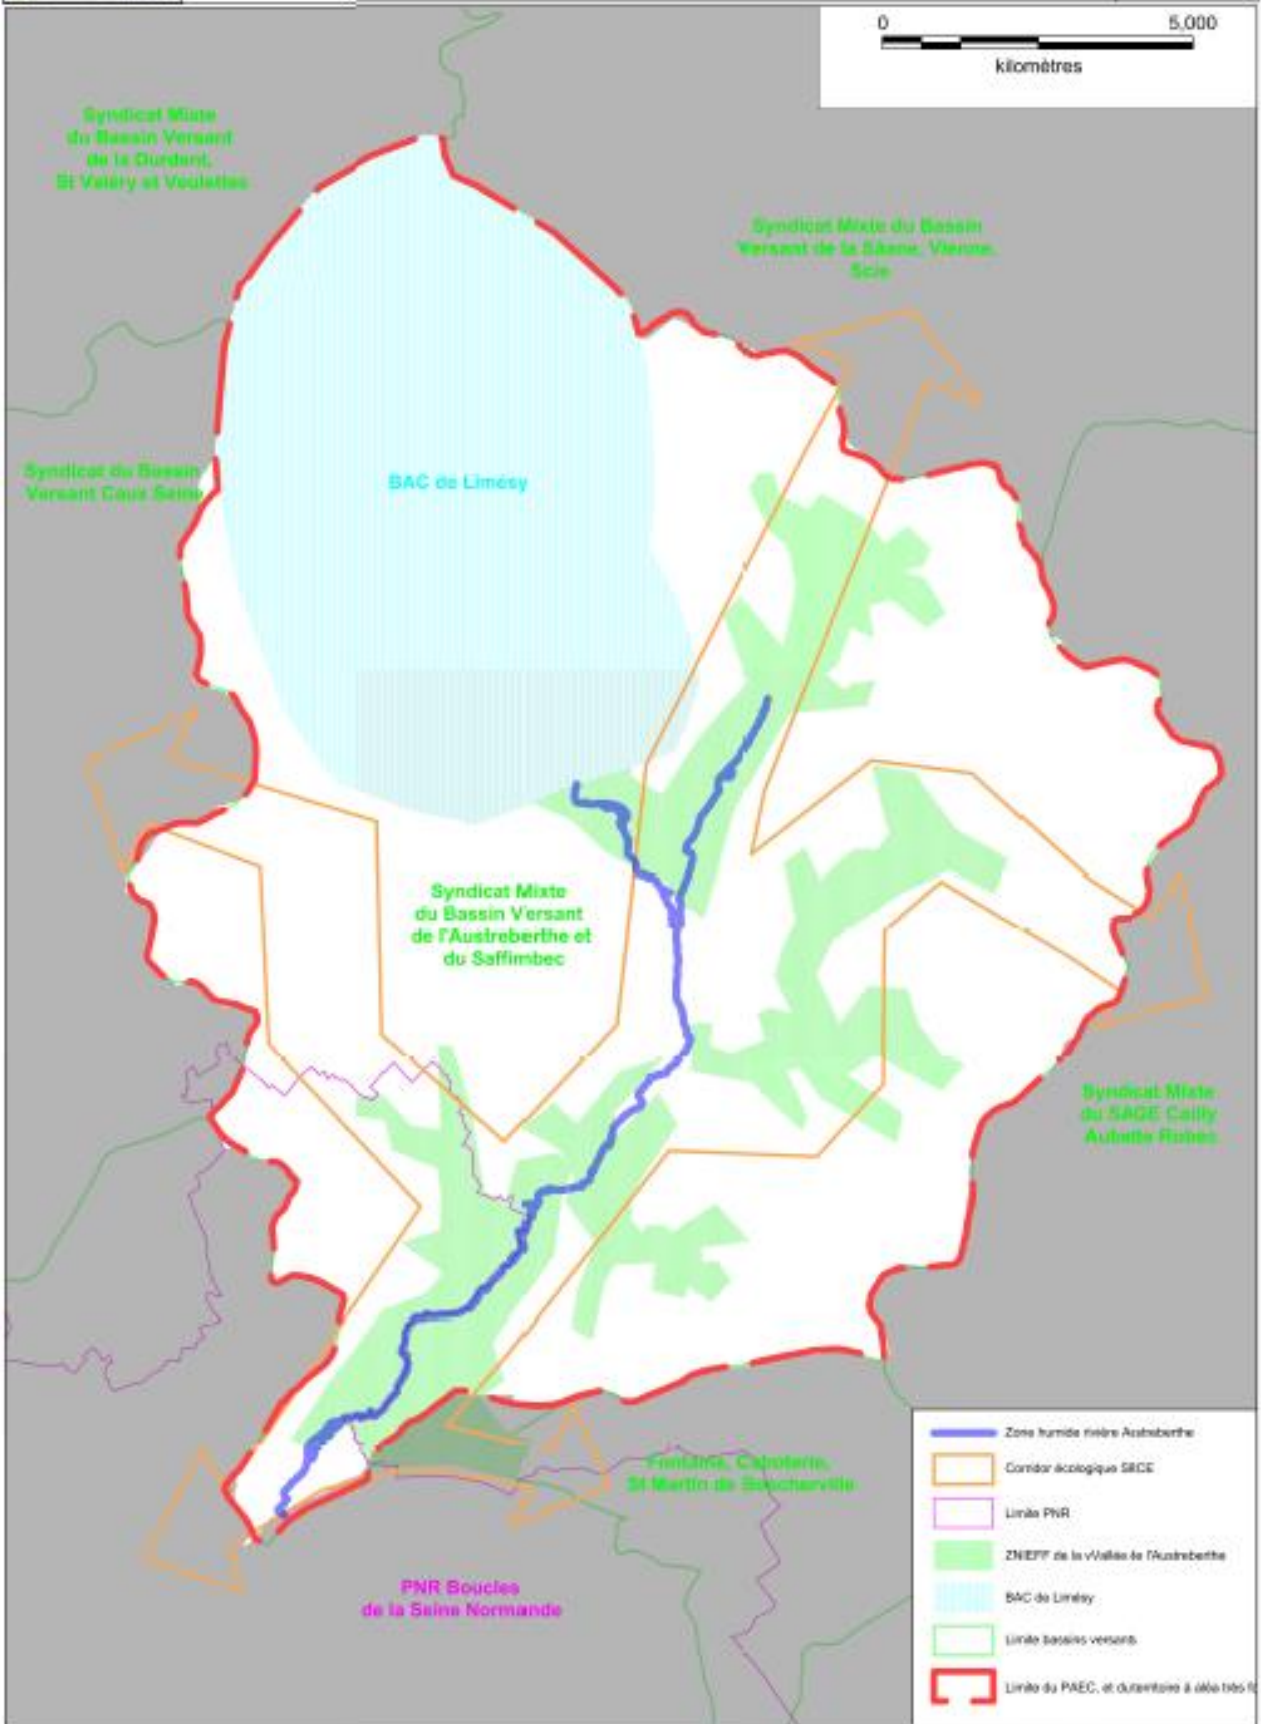 0 5,000
kilomètres
Syndicat Mixte
du Bassin Versant
de la Durdent,
St Valéry et Veulettes
Syndicat Mixte du Bassin
Versant de la Sâane, Vienne,
Scie
Syndicat du Bassin
Versant Caux Seine
BAC de Limésy
Syndicat Mixte
du Bassin Versant
de l'Austreberthe et
du Saffimbec
Syndicat Mixte
du SAGE Cailly
Aubette Robec
Fontaine, Caboterie,
St Martin de Boscherville
PNR Boucles
de la Seine Normande
Zone humide rivière Austreberthe
Corridor écologique SRCE
Limite PNR
ZNIEFF de la vVallée de l'Austreberthe
BAC de Limésy
Limite bassins versants
Limite du PAEC, et duterritoire à aléa très fo